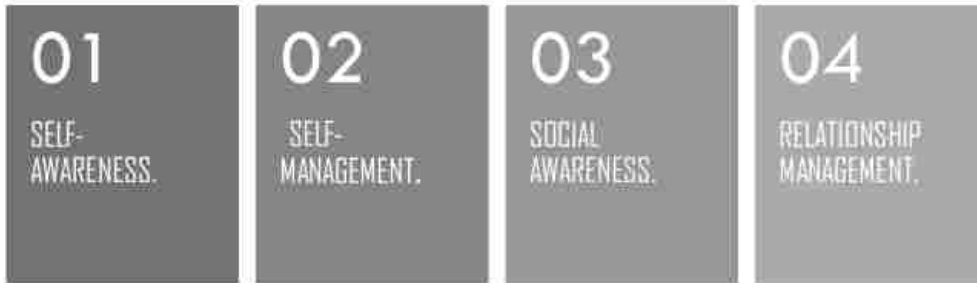 01
SELF-
AWARENESS.
02
SELF-
MANAGEMENT.
03
SOCIAL
AWARENESS.
04
RELATIONSHIP
MANAGEMENT.